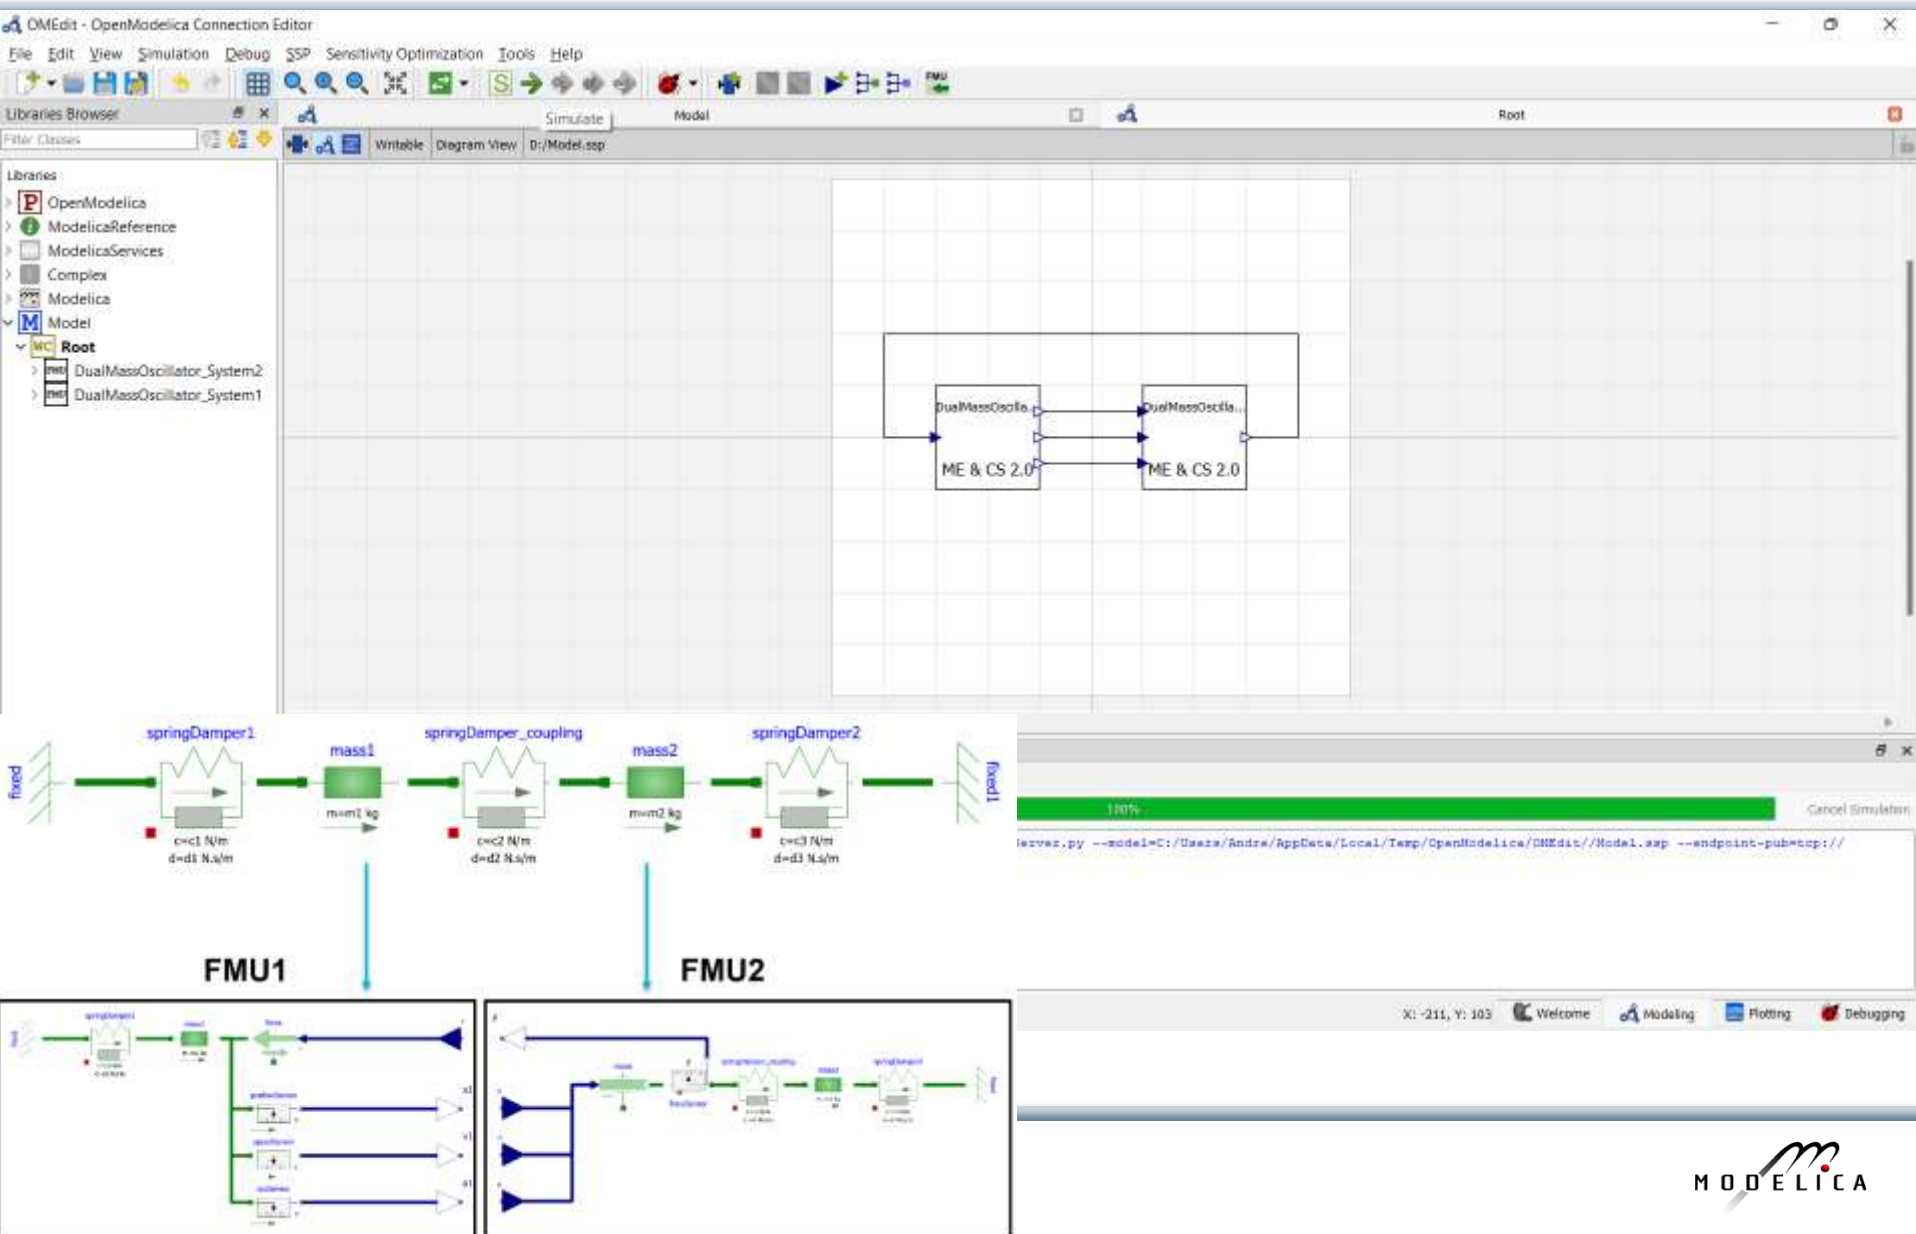 OMEdit - OpenModelica Connection Editor
File Edit View Simulation Debug SSP Sensitivity Optimization Tools Help
FMU
Libraries Browser
Simulate
Model
Root
Filter Classes
Writable
Diagram View
D:/Model.ssp
Libraries
P OpenModelica
i ModelicaReference
ModelicaServices
Complex
Modelica
M Model
Root
DualMassOscillator_System2
DualMassOscillator_System1
DualMassOscilla...
DualMassOscilla...
ME & CS 2.0
ME & CS 2.0
springDamper1
springDamper_coupling
springDamper2
mass1
mass2
fixed
fixed1
m=m1 kg
m=m2 kg
c=c1 N/m
c=c2 N/m
c=c3 N/m
d=d1 N.s/m
d=d2 N.s/m
d=d3 N.s/m
100%
Cancel Simulation
erver.py --model=C:/Users/Andre/AppData/Local/Temp/OpenModelica/OMEdit//Model.ssp --endpoint-pub=tcp://
FMU1
FMU2
X: -211, Y: 103
Welcome
Modeling
Plotting
Debugging
MODELICA